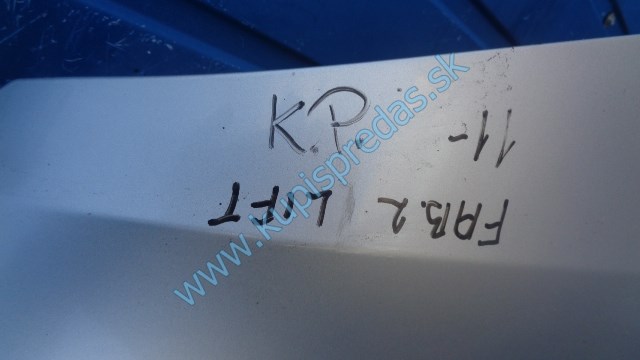 K.P.
11-
FAB.2 LIFT
www.kupispredas.sk